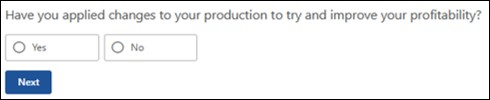 Have you applied changes to your production to try and improve your profitability?
Yes No
Next